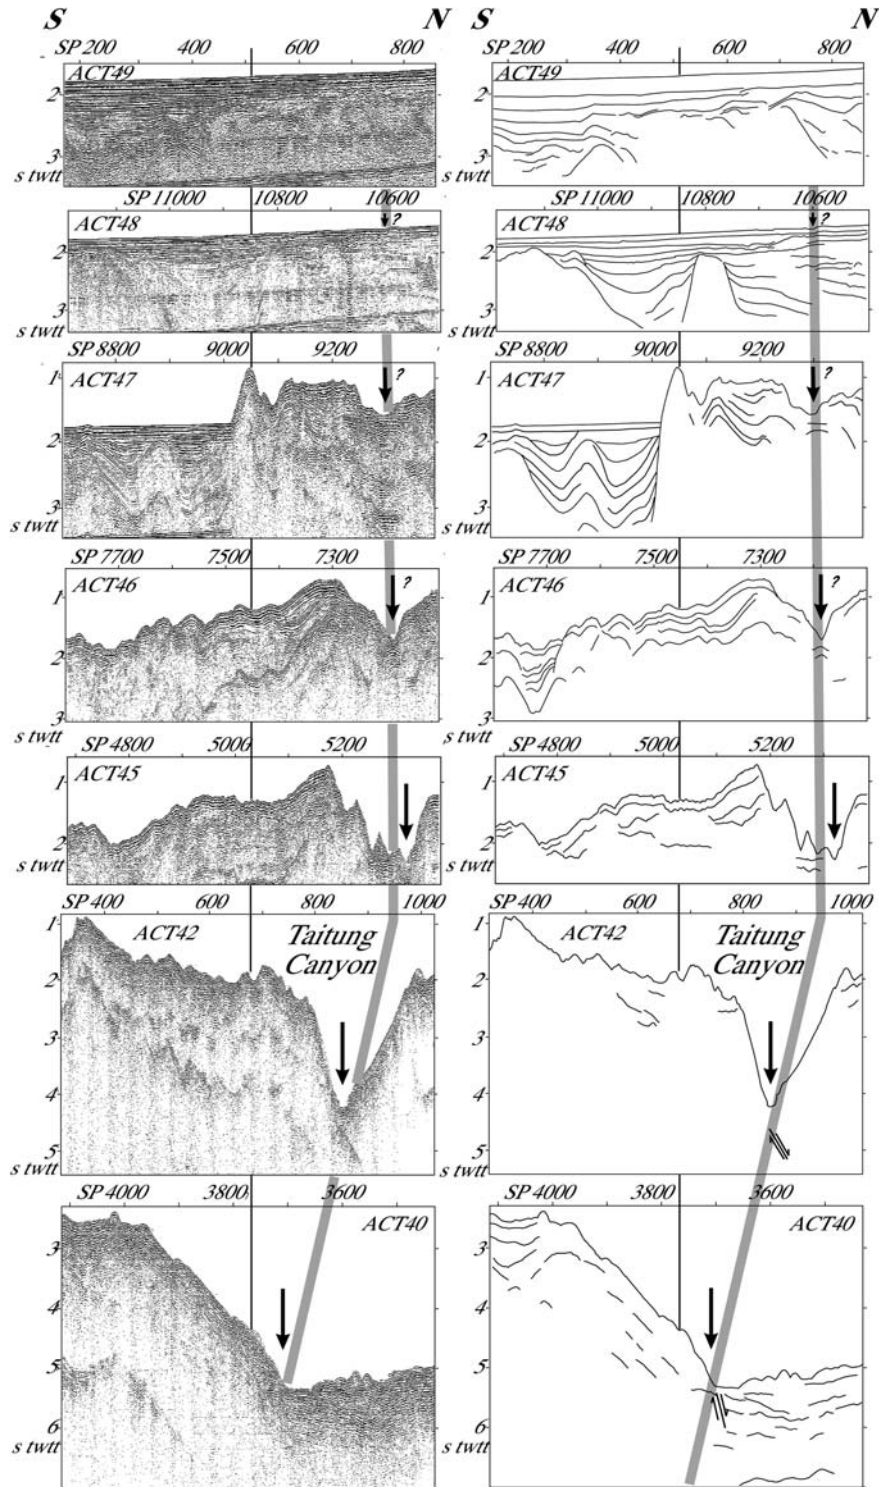 S N S N
SP 200 400 600 800 SP 200 400 600 800
ACT49 ACT49
2 2
3 3
s twtt s twtt
SP 11000 10800 10600 SP 11000 10800 10600
ACT48 ? ACT48 ?
2 2
3 3
s twtt s twtt
SP 8800 9000 9200 SP 8800 9000 9200
1 1
ACT47 ? ACT47 ?
2 2
3 3
s twtt s twtt
SP 7700 7500 7300 SP 7700 7500 7300
1 ACT46 ? 1 ACT46 ?
2 2
3 3
s twtt s twtt
SP 4800 5000 5200 SP 4800 5000 5200
1 ACT45 1 ACT45
2 2
s twtt s twtt
SP 400 600 800 1000 SP 400 600 800 1000
1 1
ACT42 Taitung ACT42 Taitung
Canyon Canyon
2 2
3 3
4 4
5 5
s twtt s twtt
SP 4000 3800 3600 SP 4000 3800 3600
ACT40 ACT40
3 3
4 4
5 5
6 6
s twtt s twtt